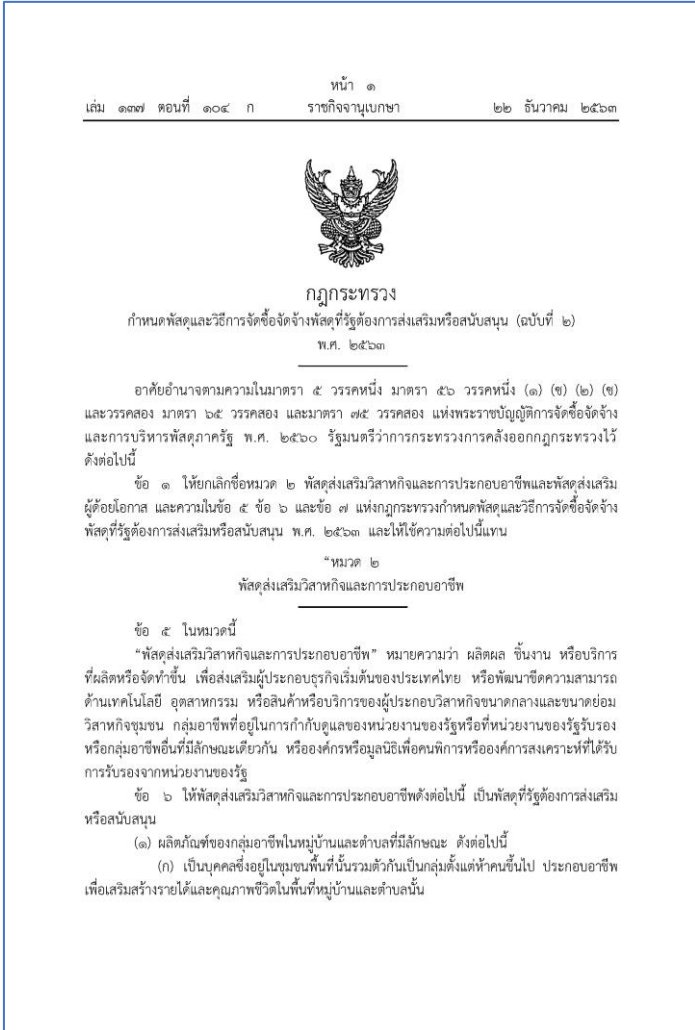 หน้า ๑
เล่ม ๑๓๗ ตอนที่ ๑๐๔ ก ราชกิจจานุเบกษา ๒๒ ธันวาคม ๒๕๖๓
กฎกระทรวง
กำหนดพัสดุและวิธีการจัดซื้อจัดจ้างพัสดุที่รัฐต้องการส่งเสริมหรือสนับสนุน (ฉบับที่ ๒)
พ.ศ. ๒๕๖๓
อาศัยอำนาจตามความในมาตรา ๕ วรรคหนึ่ง มาตรา ๕๖ วรรคหนึ่ง (๑) (ซ) (๒) (ซ)
และวรรคสอง มาตรา ๖๕ วรรคสอง และมาตรา ๗๕ วรรคสอง แห่งพระราชบัญญัติการจัดซื้อจัดจ้าง
และการบริหารพัสดุภาครัฐ พ.ศ. ๒๕๖๐ รัฐมนตรีว่าการกระทรวงการคลังออกกฎกระทรวงไว้
ดังต่อไปนี้
ข้อ ๑ ให้ยกเลิกชื่อหมวด ๒ พัสดุส่งเสริมวิสาหกิจและการประกอบอาชีพและพัสดุส่งเสริม
ผู้ด้อยโอกาส และความในข้อ ๕ ข้อ ๖ และข้อ ๗ แห่งกฎกระทรวงกำหนดพัสดุและวิธีการจัดซื้อจัดจ้าง
พัสดุที่รัฐต้องการส่งเสริมหรือสนับสนุน พ.ศ. ๒๕๖๓ และให้ใช้ความต่อไปนี้แทน
“หมวด ๒
พัสดุส่งเสริมวิสาหกิจและการประกอบอาชีพ
ข้อ ๕ ในหมวดนี้
“พัสดุส่งเสริมวิสาหกิจและการประกอบอาชีพ” หมายความว่า ผลิตผล ชิ้นงาน หรือบริการ
ที่ผลิตหรือจัดทำขึ้น เพื่อส่งเสริมผู้ประกอบธุรกิจเริ่มต้นของประเทศไทย หรือพัฒนาขีดความสามารถ
ด้านเทคโนโลยี อุตสาหกรรม หรือสินค้าหรือบริการของผู้ประกอบวิสาหกิจขนาดกลางและขนาดย่อม
วิสาหกิจชุมชน กลุ่มอาชีพที่อยู่ในการกำกับดูแลของหน่วยงานของรัฐหรือที่หน่วยงานของรัฐรับรอง
หรือกลุ่มอาชีพอื่นที่มีลักษณะเดียวกัน หรือองค์กรหรือมูลนิธิเพื่อคนพิการหรือองค์การสงเคราะห์ที่ได้รับ
การรับรองจากหน่วยงานของรัฐ
ข้อ ๖ ให้พัสดุส่งเสริมวิสาหกิจและการประกอบอาชีพดังต่อไปนี้ เป็นพัสดุที่รัฐต้องการส่งเสริม
หรือสนับสนุน
(๑) ผลิตภัณฑ์ของกลุ่มอาชีพในหมู่บ้านและตำบลที่มีลักษณะ ดังต่อไปนี้
(ก) เป็นบุคคลซึ่งอยู่ในชุมชนพื้นที่นั้นรวมตัวกันเป็นกลุ่มตั้งแต่ห้าคนขึ้นไป ประกอบอาชีพ
เพื่อเสริมสร้างรายได้และคุณภาพชีวิตในพื้นที่หมู่บ้านและตำบลนั้น